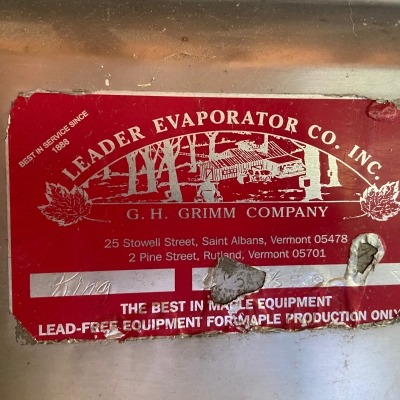 BEST IN SERVICE SINCE
1888
LEADER EVAPORATOR CO. INC.
G. H. GRIMM COMPANY
25 Stowell Street, Saint Albans, Vermont 05478
2 Pine Street, Rutland, Vermont 05701
King
THE BEST IN MAPLE EQUIPMENT
LEAD-FREE EQUIPMENT FOR MAPLE PRODUCTION ONLY